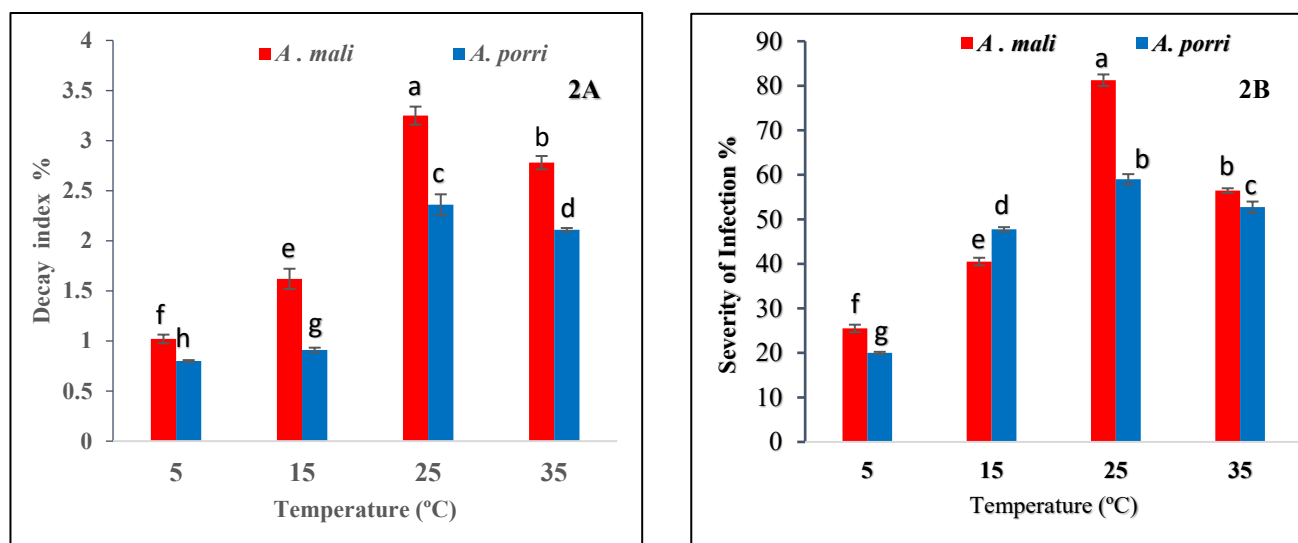 A . mali A. porri
2A
Decay index %
4
3.5
3
2.5
2
1.5
1
0.5
0
f h e g a c b d
5 15 25 35
Temperature (ºC)
A. mali A. porri
2B
Severity of Infection %
90
80
70
60
50
40
30
20
10
0
f g e d a b b c
5 15 25 35
Temperature (ºC)